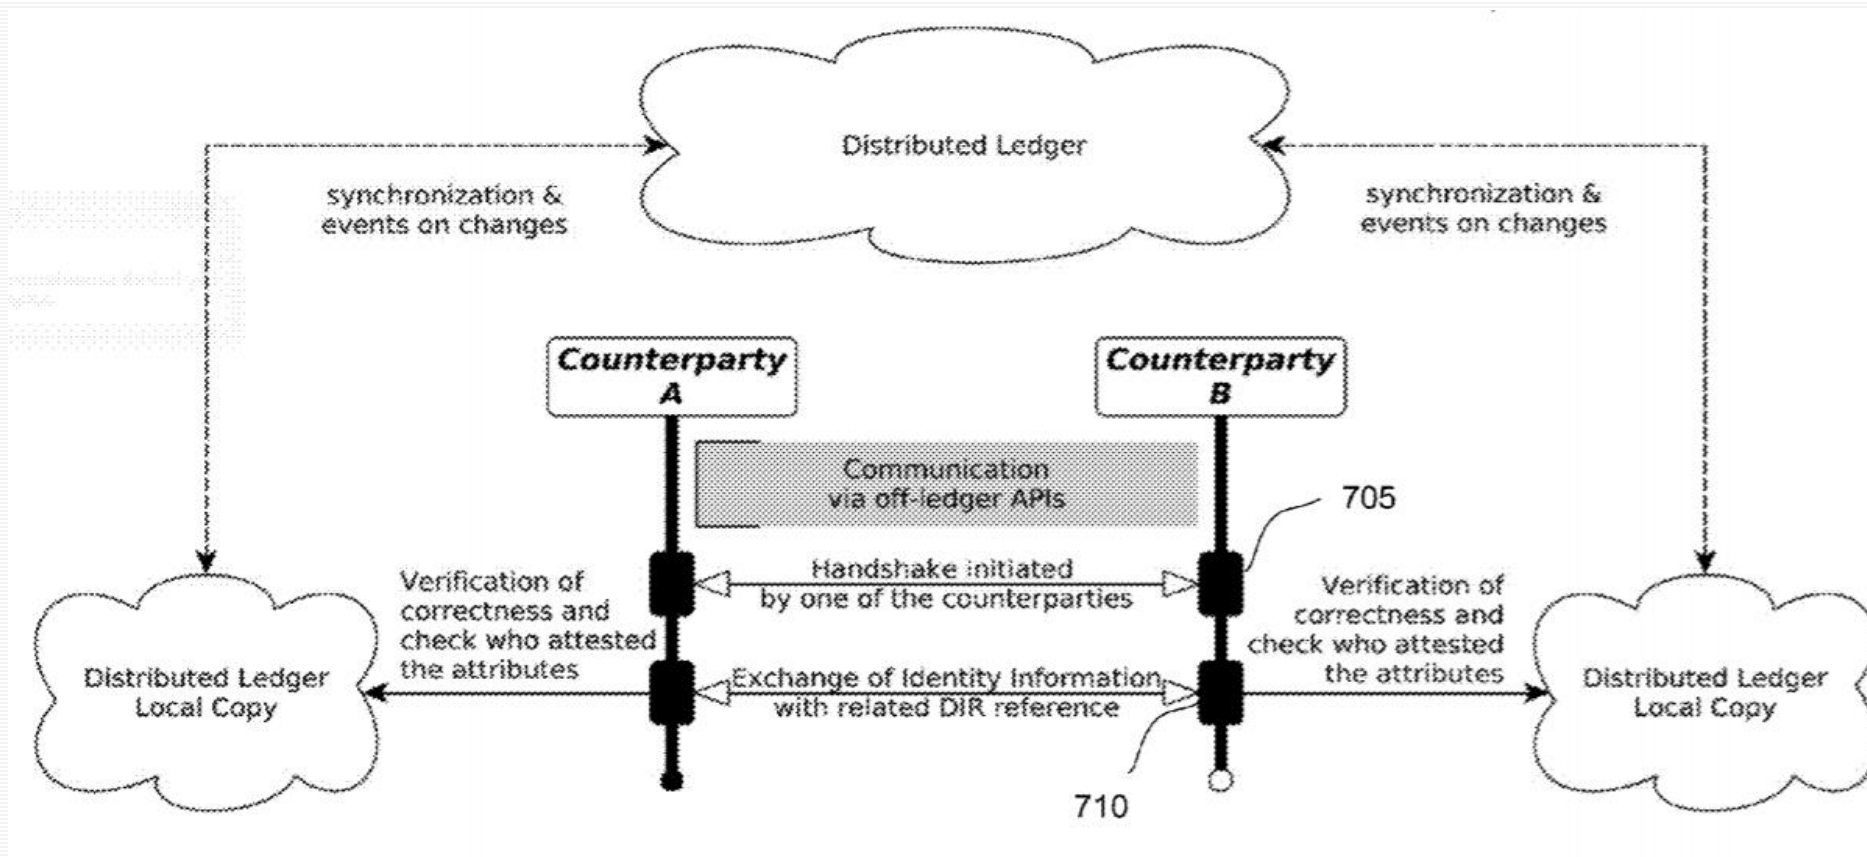 Distributed Ledger
synchronization &
events on changes
synchronization &
events on changes
Counterparty
A
Counterparty
B
Communication
via off-ledger APIs
705
Handshake initiated
by one of the counterparties
Verification of
correctness and
check who attested
the attributes
Verification of
correctness and
check who attested
the attributes
Distributed Ledger
Local Copy
Exchange of Identity Information
with related DIR reference
Distributed Ledger
Local Copy
710